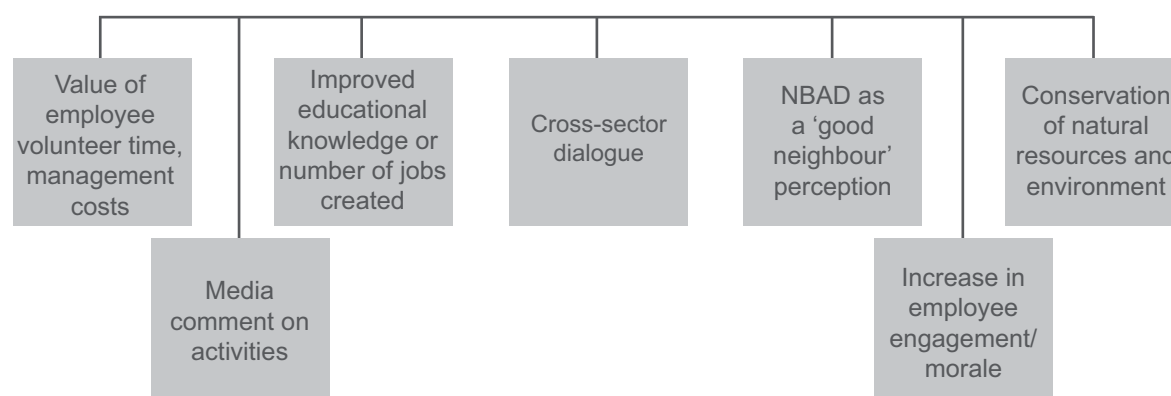 Value of
employee
volunteer time,
management
costs
Media
comment on
activities
Improved
educational
knowledge or
number of jobs
created
Cross-sector
dialogue
NBAD as
a ‘good
neighbour’
perception
Increase in
employee
engagement/
morale
Conservation
of natural
resources and
environment